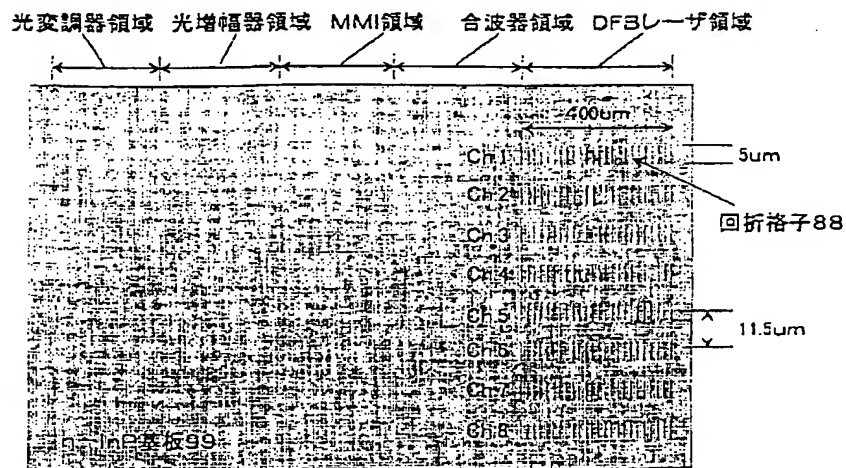 光変調器領域 光増幅器領域 MMI領域 合波器領域 DFBレーザ領域
400um
Ch.1
5um
Ch.2
回折格子88
Ch.3
Ch.4
Ch.5
11.5um
Ch.6
Ch.7
Ch.8
n-InP基板99